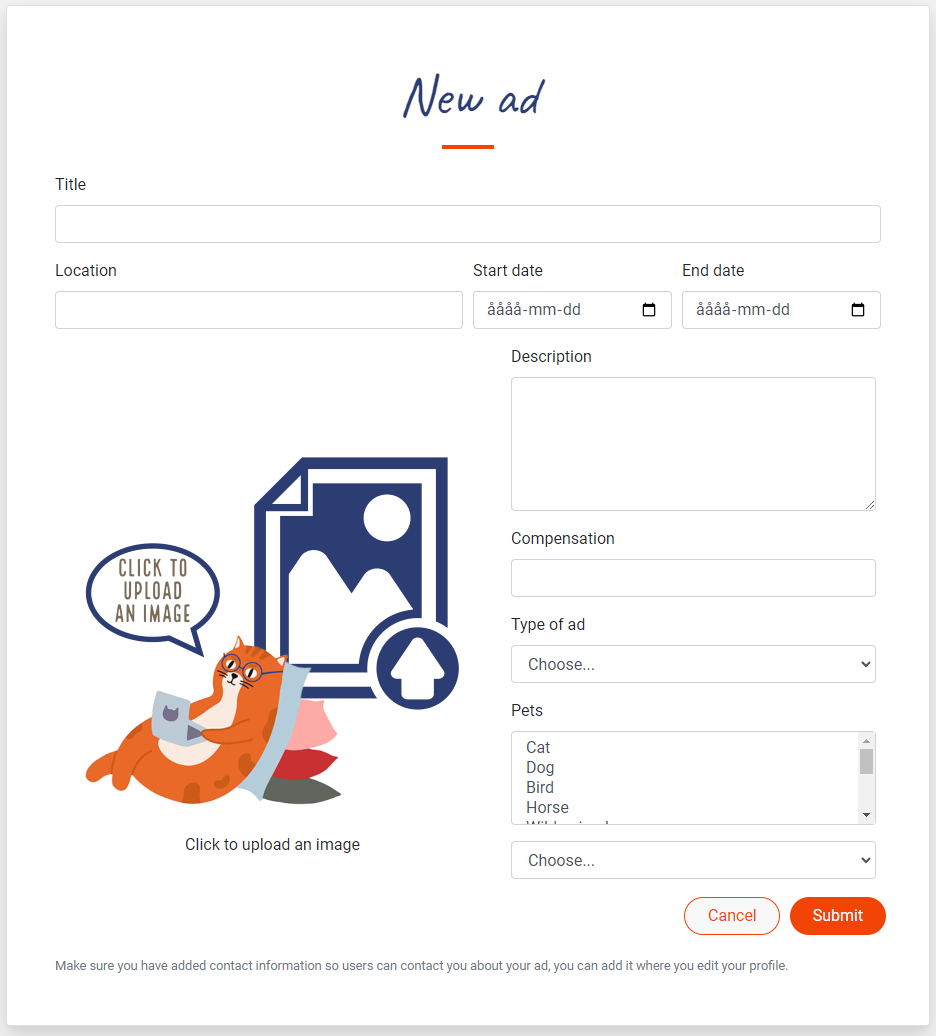 New ad
Title
Location Start date End date
åååå-mm-dd åååå-mm-dd
Description
CLICK TO
UPLOAD
AN IMAGE
Click to upload an image
Compensation
Type of ad
Choose...
Pets
Cat
Dog
Bird
Horse
Choose...
Cancel Submit
Make sure you have added contact information so users can contact you about your ad, you can add it where you edit your profile.